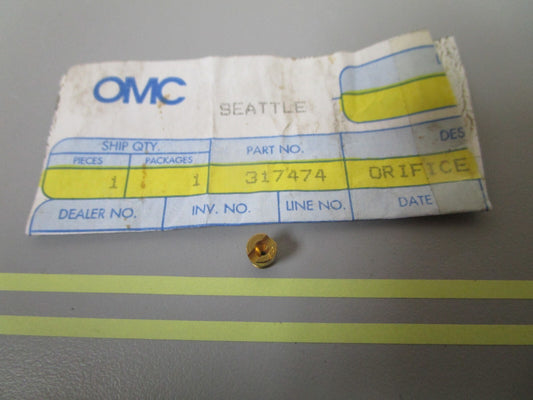 OMC
SEATTLE
SHIP QTY. PART NO. DES
PIECES PACKAGES
1 1 317474 ORIFICE
DEALER NO. INV. NO. LINE NO. DATE